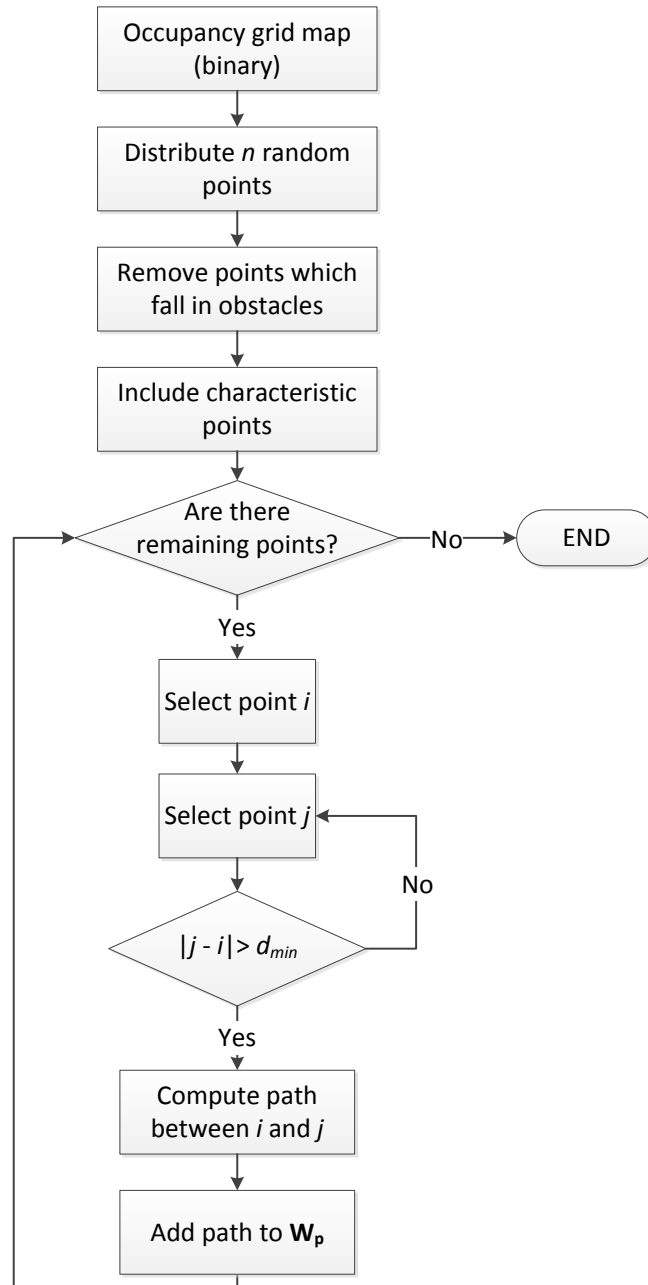 Occupancy grid map
(binary)
Distribute n random
points
Remove points which
fall in obstacles
Include characteristic
points
Are there
remaining points?
No
END
Yes
Select point i
Select point j
No
|j - i|> dmin
Yes
Compute path
between i and j
Add path to Wp